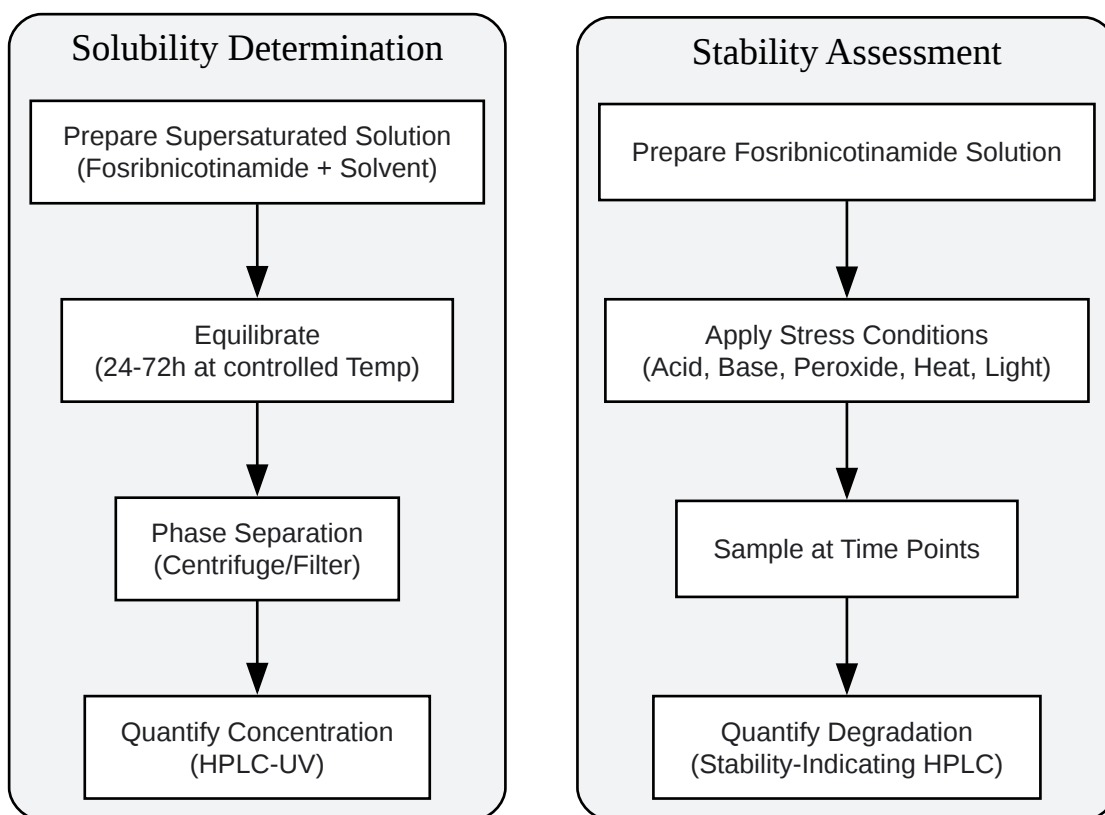 Solubility Determination
Prepare Supersaturated Solution
(Fosribnicotinamide + Solvent)
Equilibrate
(24-72h at controlled Temp)
Phase Separation
(Centrifuge/Filter)
Quantify Concentration
(HPLC-UV)
Stability Assessment
Prepare Fosribnicotinamide Solution
Apply Stress Conditions
(Acid, Base, Peroxide, Heat, Light)
Sample at Time Points
Quantify Degradation
(Stability-Indicating HPLC)